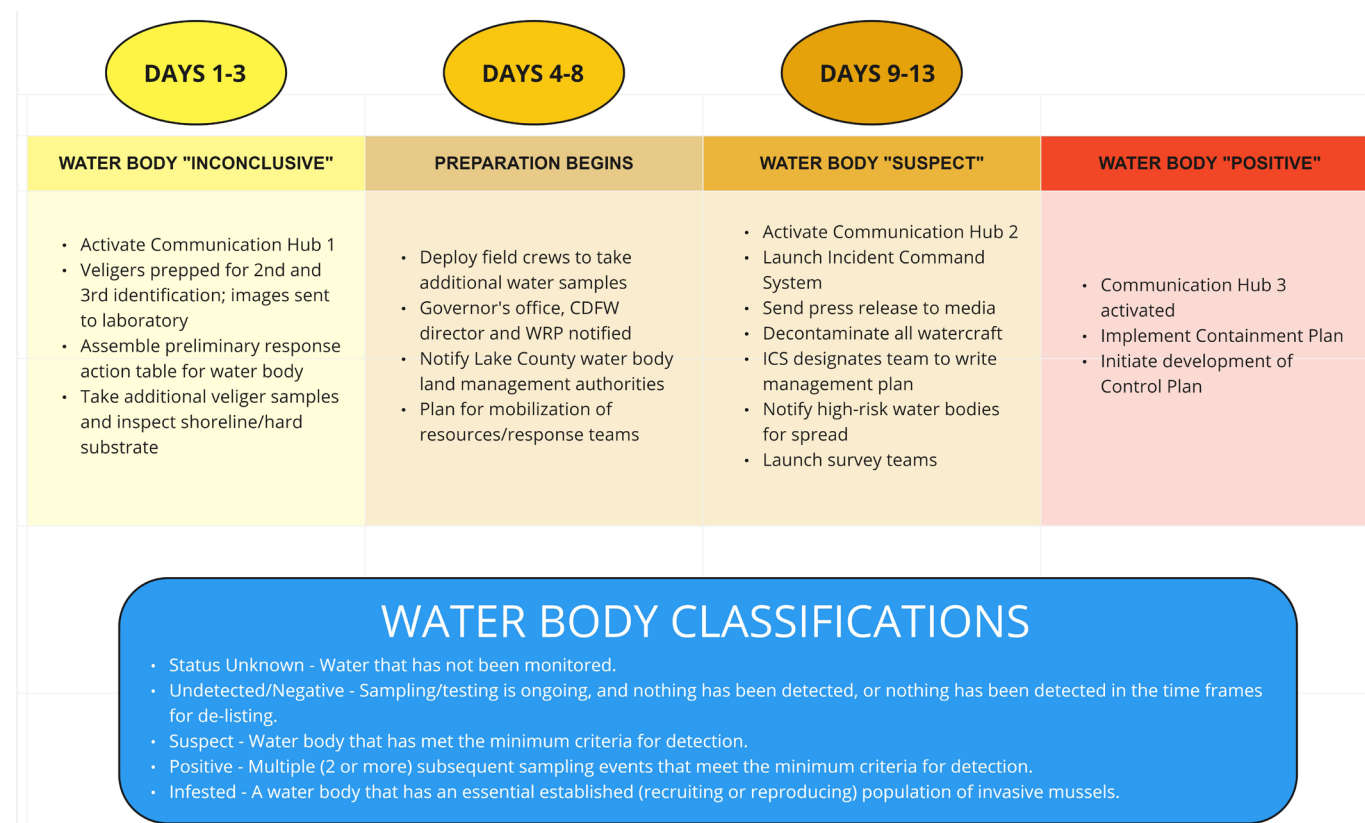 DAYS 1-3
DAYS 4-8
DAYS 9-13
WATER BODY "INCONCLUSIVE"
• Activate Communication Hub 1
• Veligers prepped for 2nd and
3rd identification; images sent
to laboratory
• Assemble preliminary response
action table for water body
• Take additional veliger samples
and inspect shoreline/hard
substrate
PREPARATION BEGINS
• Deploy field crews to take
additional water samples
• Governor's office, CDFW
director and WRP notified
• Notify Lake County water body
land management authorities
• Plan for mobilization of
resources/response teams
WATER BODY "SUSPECT"
• Activate Communication Hub 2
• Launch Incident Command
System
• Send press release to media
• Decontaminate all watercraft
• ICS designates team to write
management plan
• Notify high-risk water bodies
for spread
• Launch survey teams
WATER BODY "POSITIVE"
• Communication Hub 3
activated
• Implement Containment Plan
• Initiate development of
Control Plan
WATER BODY CLASSIFICATIONS
• Status Unknown - Water that has not been monitored.
• Undetected/Negative - Sampling/testing is ongoing, and nothing has been detected, or nothing has been detected in the time frames
for de-listing.
• Suspect - Water body that has met the minimum criteria for detection.
• Positive - Multiple (2 or more) subsequent sampling events that meet the minimum criteria for detection.
• Infested - A water body that has an essential established (recruiting or reproducing) population of invasive mussels.